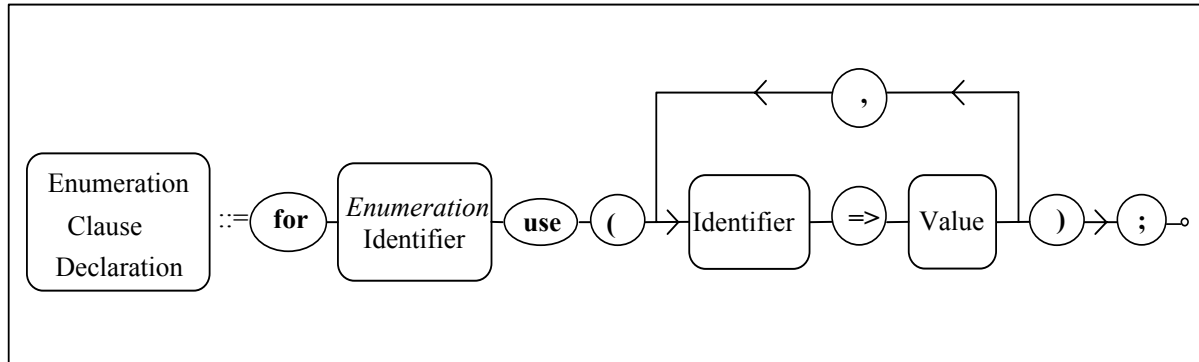 ,
Enumeration
Clause
Declaration
::=
for
Enumeration
Identifier
use
(
Identifier
=>
Value
)
;